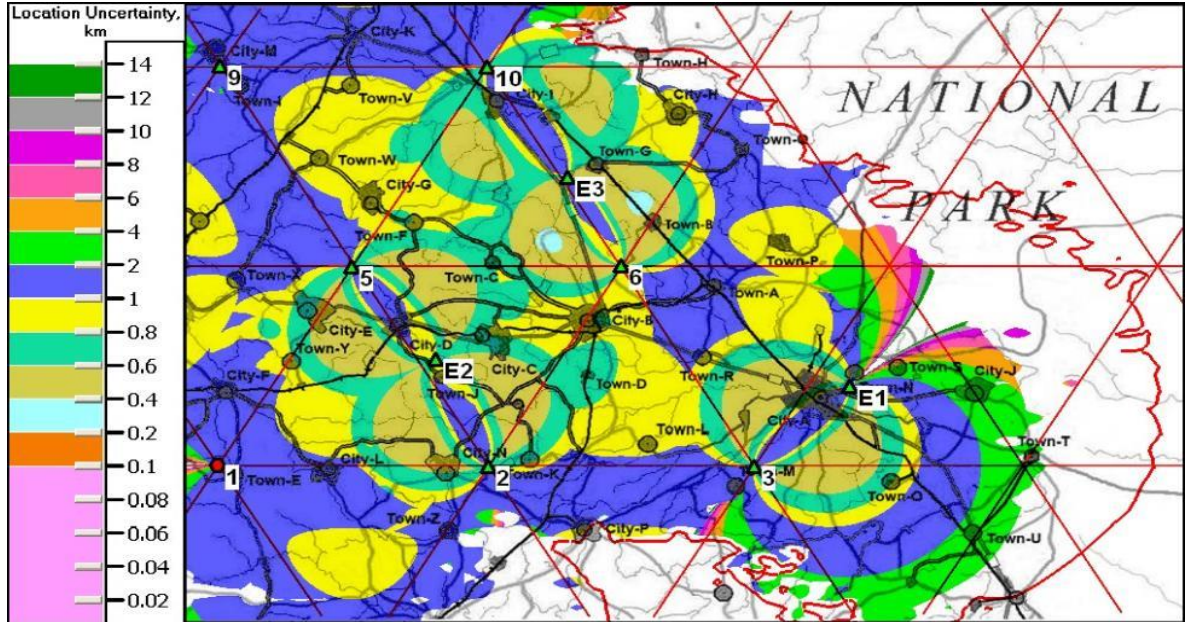 Location Uncertainty,
km
14
12
10
8
6
4
2
1
0.8
0.6
0.4
0.2
0.1
0.08
0.06
0.04
0.02
City-K
City-M
9
10
Town-H
Town-V
City-H
NATIONAL
Town-W
Town-G
City-G
E3
PARK
Town-F
Town-B
Town-C
Town-P
Town-X
5
6
Town-A
City-E
City-B
City-D
Town-Y
E2
City-C
Town-R
Town-S
Town-D
City-J
City-F
Town-J
E1
City-A
Town-L
Town-T
City-L
City-N
1
Town-E
2
Town-K
3
Town-O
Town-Z
City-P
Town-U